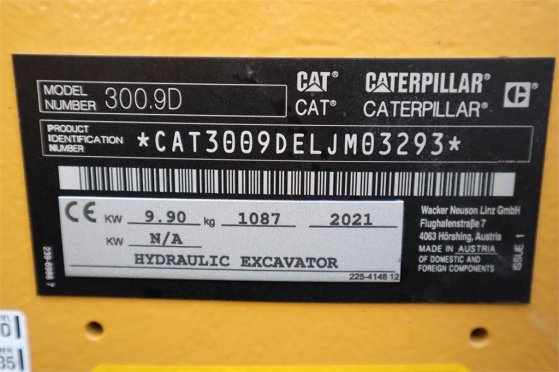 MODEL NUMBER 300.9D
CAT® CATERPILLAR®
CAT® CATERPILLAR®
C
PRODUCT IDENTIFICATION NUMBER *CAT3009DELJM03293*
CE KW 9.90 kg 1087 2021
KW N/A
HYDRAULIC EXCAVATOR
225-4148 12
Wacker Neuson Linz GmbH
Flughafenstraße 7
4063 Hörsching, Austria
MADE IN AUSTRIA
OF DOMESTIC AND
FOREIGN COMPONENTS
ISSUE 1
D
35